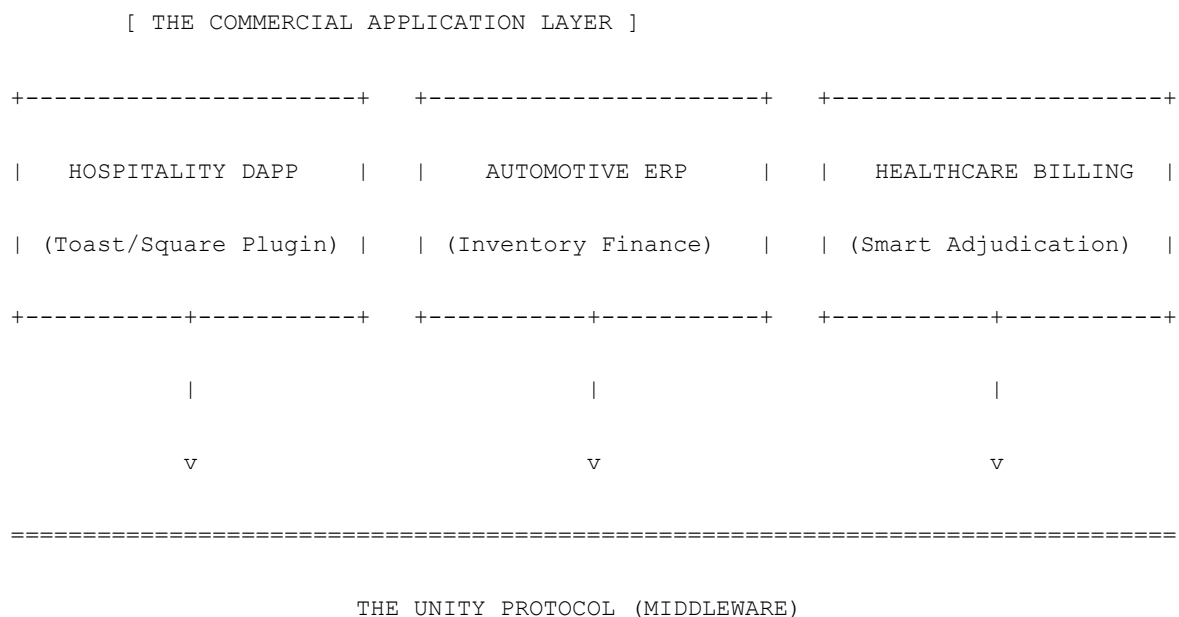 [ THE COMMERCIAL APPLICATION LAYER ]
+-----------------------+   +-----------------------+   +-----------------------+
|   HOSPITALITY DAPP    |   |    AUTOMOTIVE ERP     |   |   HEALTHCARE BILLING  |
| (Toast/Square Plugin) |   | (Inventory Finance)   |   | (Smart Adjudication)  |
+-----------+-----------+   +-----------+-----------+   +-----------+-----------+
|                           |                           |
v                           v                           v
=================================================================================
THE UNITY PROTOCOL (MIDDLEWARE)